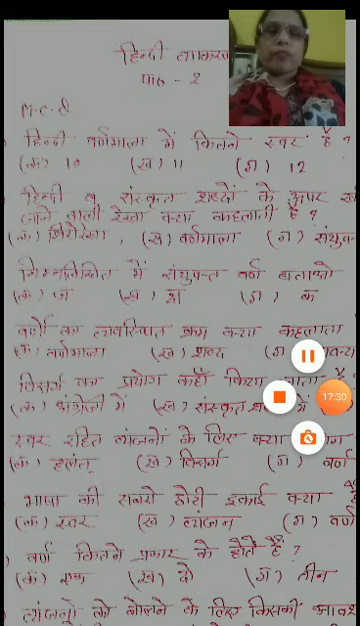 हिन्दी व्याकरण
पाठ - 2
M.C.Q
हिन्दी वर्णमाला में कितने स्वर हैं ?
(क) 10 (ख) 11 (ग) 12
हिन्दी व संस्कृत शब्दों के ऊपर
जाने वाली रेखा क्या कहलाती है ?
(क) शिरोरेखा, (ख) वर्णमाला (ग) संयुक्त
निम्नलिखित में संयुक्त वर्ण बताओ
(क) (ख) (ग) क
वर्णों का व्यवस्थित क्रम क्या कहलाता
(क) वर्णमाला (ख) शब्द (ग)
विसर्ग का प्रयोग कहाँ किया जाता है
(क) अंग्रेजी में (ख) संस्कृत में
17:30
स्वर रहित व्यंजनों के लिए क्या
(क) हलंत् (ख) विसर्ग (ग) वर्ण
भाषा की सबसे छोटी इकाई क्या है
(क) स्वर (ख) व्यंजन (ग) वर्ण
वर्ण कितने प्रकार के होते हैं ?
(क) एक (ख) दो (ग) तीन
व्यंजनों को बोलने के लिए किसकी